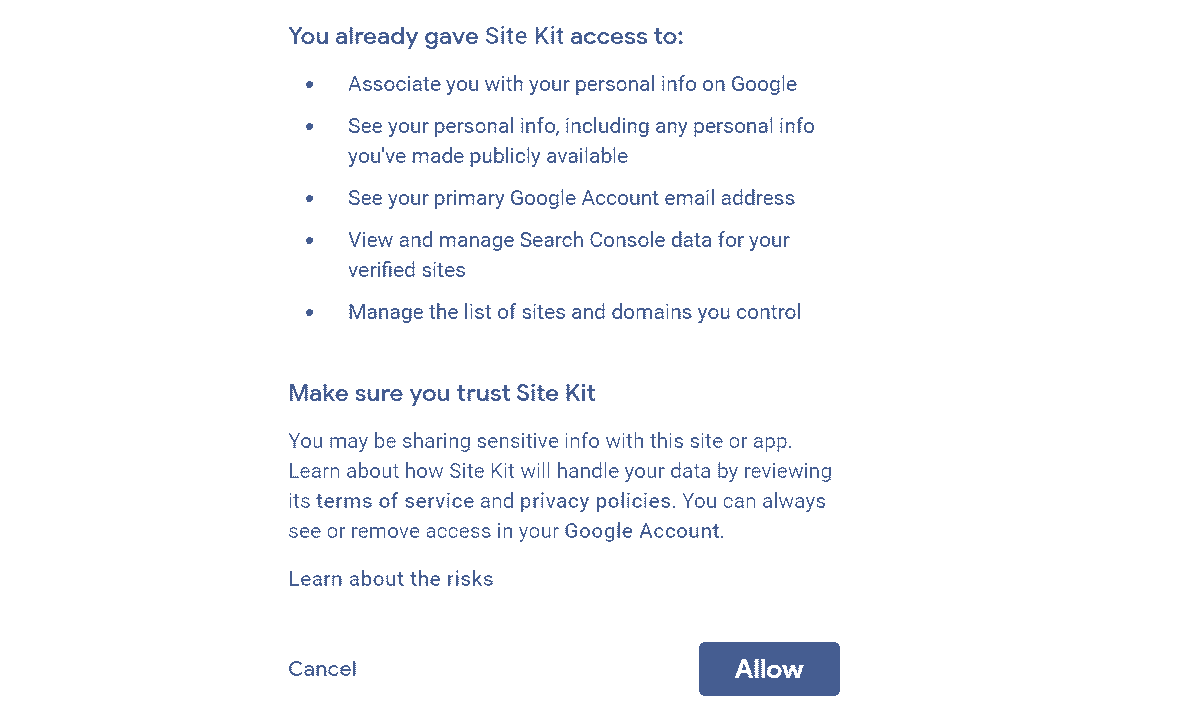 You already gave Site Kit access to:
• Associate you with your personal info on Google
• See your personal info, including any personal info
you've made publicly available
• See your primary Google Account email address
• View and manage Search Console data for your
verified sites
• Manage the list of sites and domains you control
Make sure you trust Site Kit
You may be sharing sensitive info with this site or app.
Learn about how Site Kit will handle your data by reviewing
its terms of service and privacy policies. You can always
see or remove access in your Google Account.
Learn about the risks
Cancel
Allow